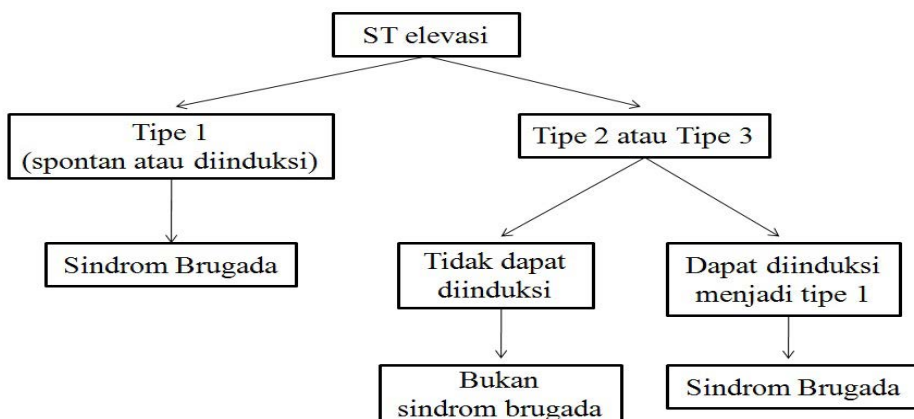 ST elevasi
Tipe 1
(spontan atau diinduksi)
Tipe 2 atau Tipe 3
Sindrom Brugada
Tidak dapat
diinduksi
Dapat diinduksi
menjadi tipe 1
Bukan
sindrom brugada
Sindrom Brugada